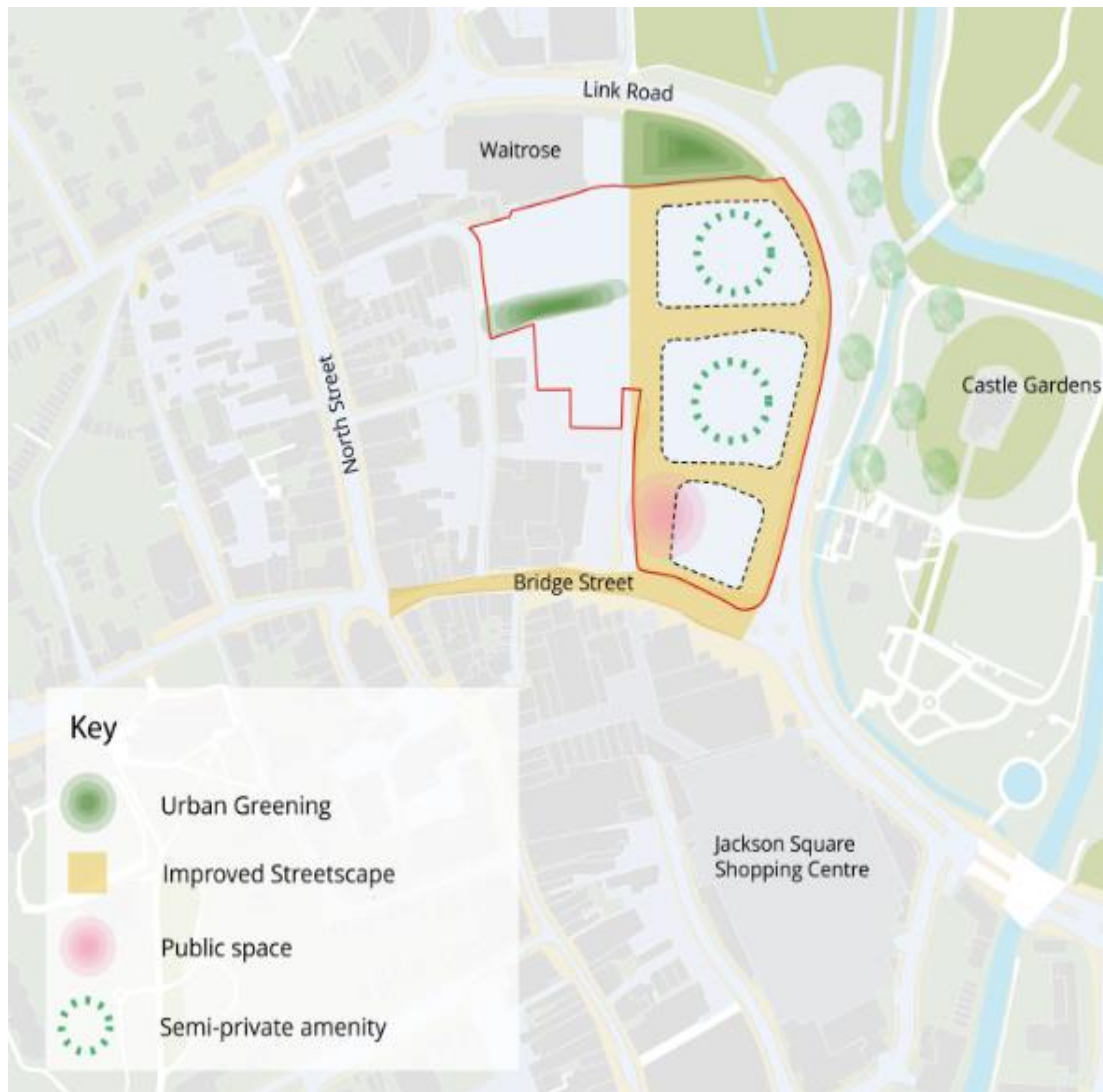 Link Road
Waitrose
Castle Gardens
North Street
Bridge Street
Jackson Square
Shopping Centre
Key
Urban Greening
Improved Streetscape
Public space
Semi-private amenity